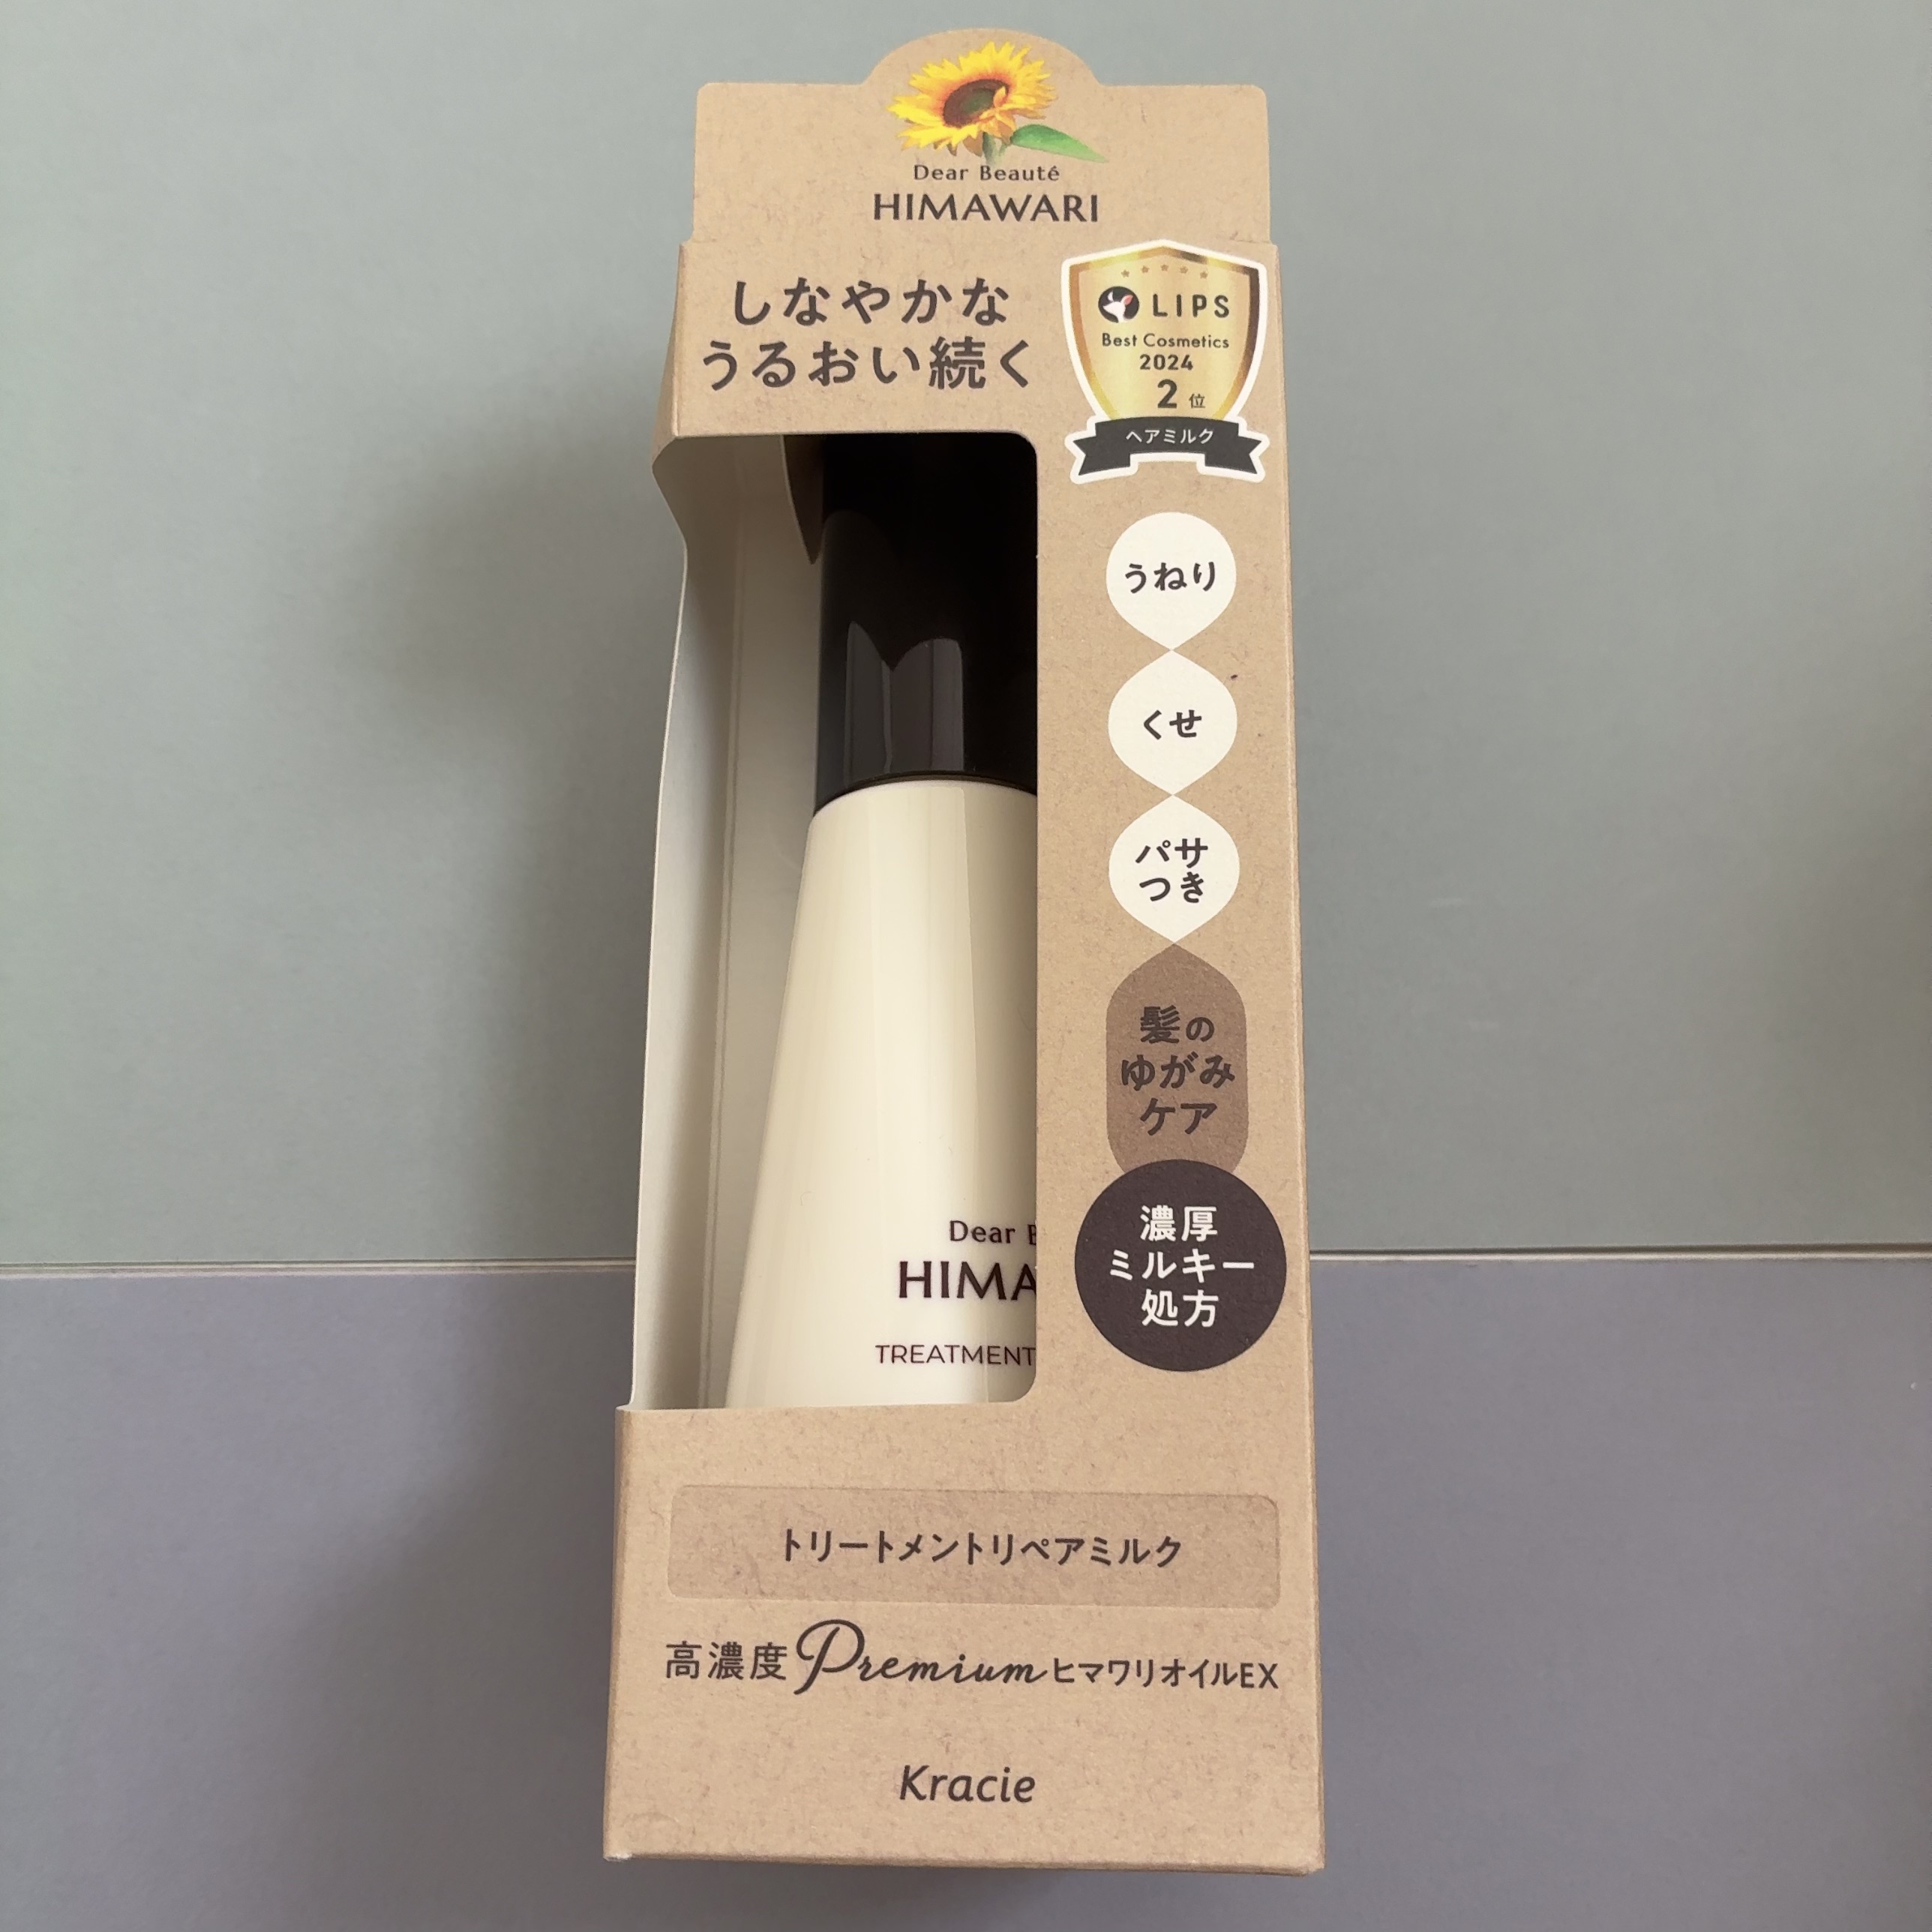 Dear Beauté
HIMAWARI
しなやかな
うるおい続く
LIPS
Best Cosmetics
2024
2位
ヘアミルク
うねり
くせ
パサ
つき
髪の
ゆがみ
ケア
濃厚
ミルキー
処方
Dear
HIMA
TREATMENT
トリートメントリペアミルク
高濃度Premiumヒマワリオイル EX
Kracie